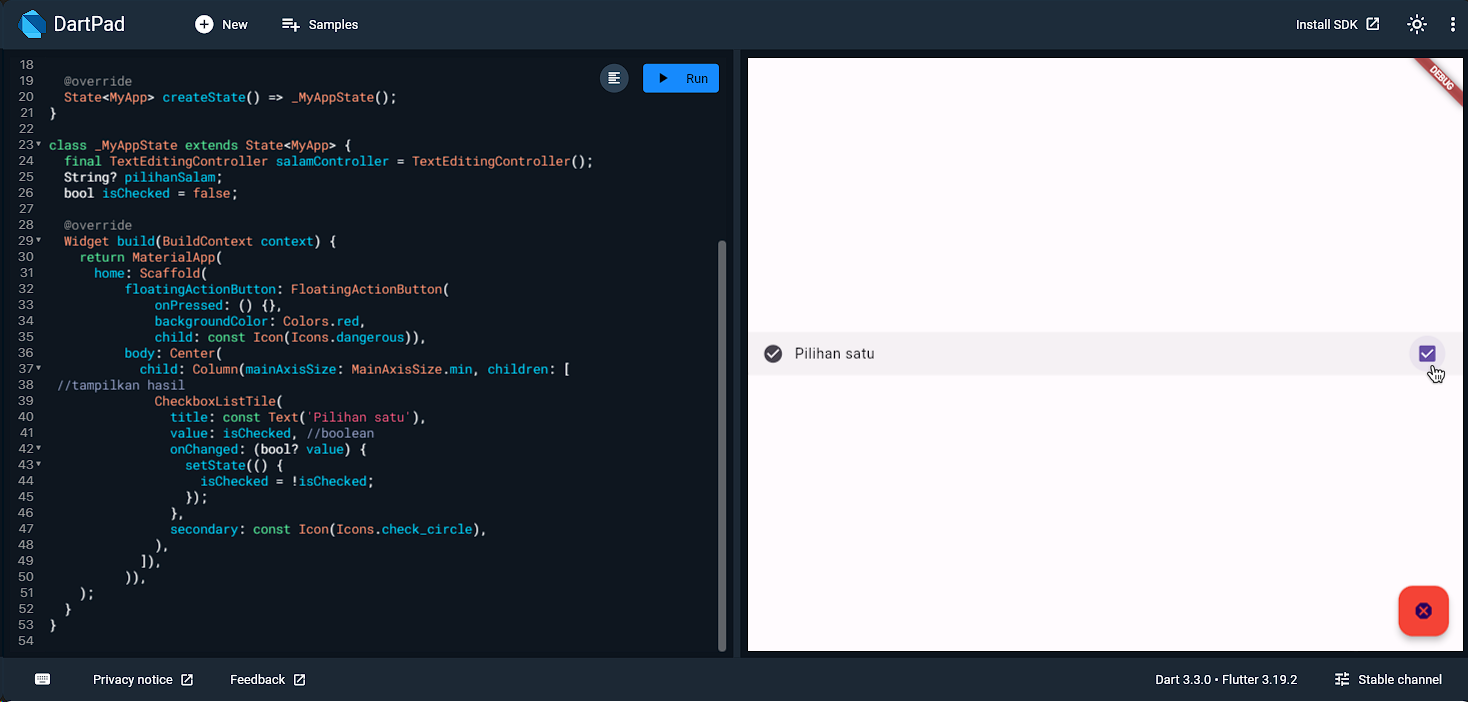 DartPad
New
Samples
Install SDK
18
19 @override
20 State<MyApp> createState() => _MyAppState();
21 }
22
23 class _MyAppState extends State<MyApp> {
24 final TextEditingController salamController = TextEditingController();
25 String? pilihanSalam;
26 bool isChecked = false;
27
28 @override
29 Widget build(BuildContext context) {
30 return MaterialApp(
31 home: Scaffold(
32 floatingActionButton: FloatingActionButton(
33 onPressed: () {},
34 backgroundColor: Colors.red,
35 child: const Icon(Icons.dangerous)),
36 body: Center(
37 child: Column(mainAxisSize: MainAxisSize.min, children: [
38 //tampilkan hasil
39 CheckboxListTile(
40 title: const Text('Pilihan satu'),
41 value: isChecked, //boolean
42 onChanged: (bool? value) {
43 setState(() {
44 isChecked = !isChecked;
45 });
46 },
47 secondary: const Icon(Icons.check_circle),
48 ),
49 ]),
50 )),
51 );
52 }
53 }
54
Run
DEBUG
Pilihan satu
Privacy notice
Feedback
Dart 3.3.0 • Flutter 3.19.2
Stable channel